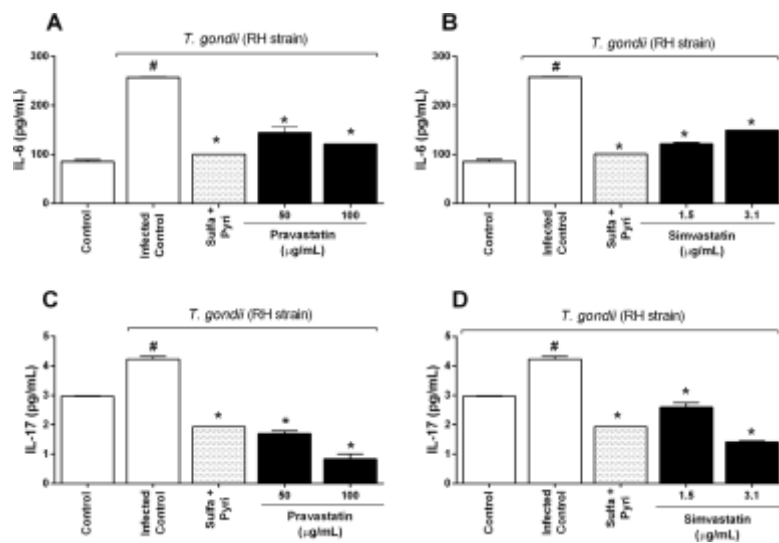 A
T. gondii (RH strain)
IL-6 (pg/mL)
300
200
100
0
#
*
*
*
Control
Infected
Control
Sulfa +
Pyri
50
100
Pravastatin
(µg/mL)
B
T. gondii (RH strain)
IL-6 (pg/mL)
300
200
100
0
#
*
*
*
Control
Infected
Control
Sulfa +
Pyri
1.5
3.1
Simvastatin
(µg/mL)
C
T. gondii (RH strain)
IL-17 (pg/mL)
5
4
3
2
1
0
#
*
*
*
Control
Infected
Control
Sulfa +
Pyri
50
100
Pravastatin
(µg/mL)
D
T. gondii (RH strain)
IL-17 (pg/mL)
5
4
3
2
1
0
#
*
*
*
Control
Infected
Control
Sulfa +
Pyri
1.5
3.1
Simvastatin
(µg/mL)